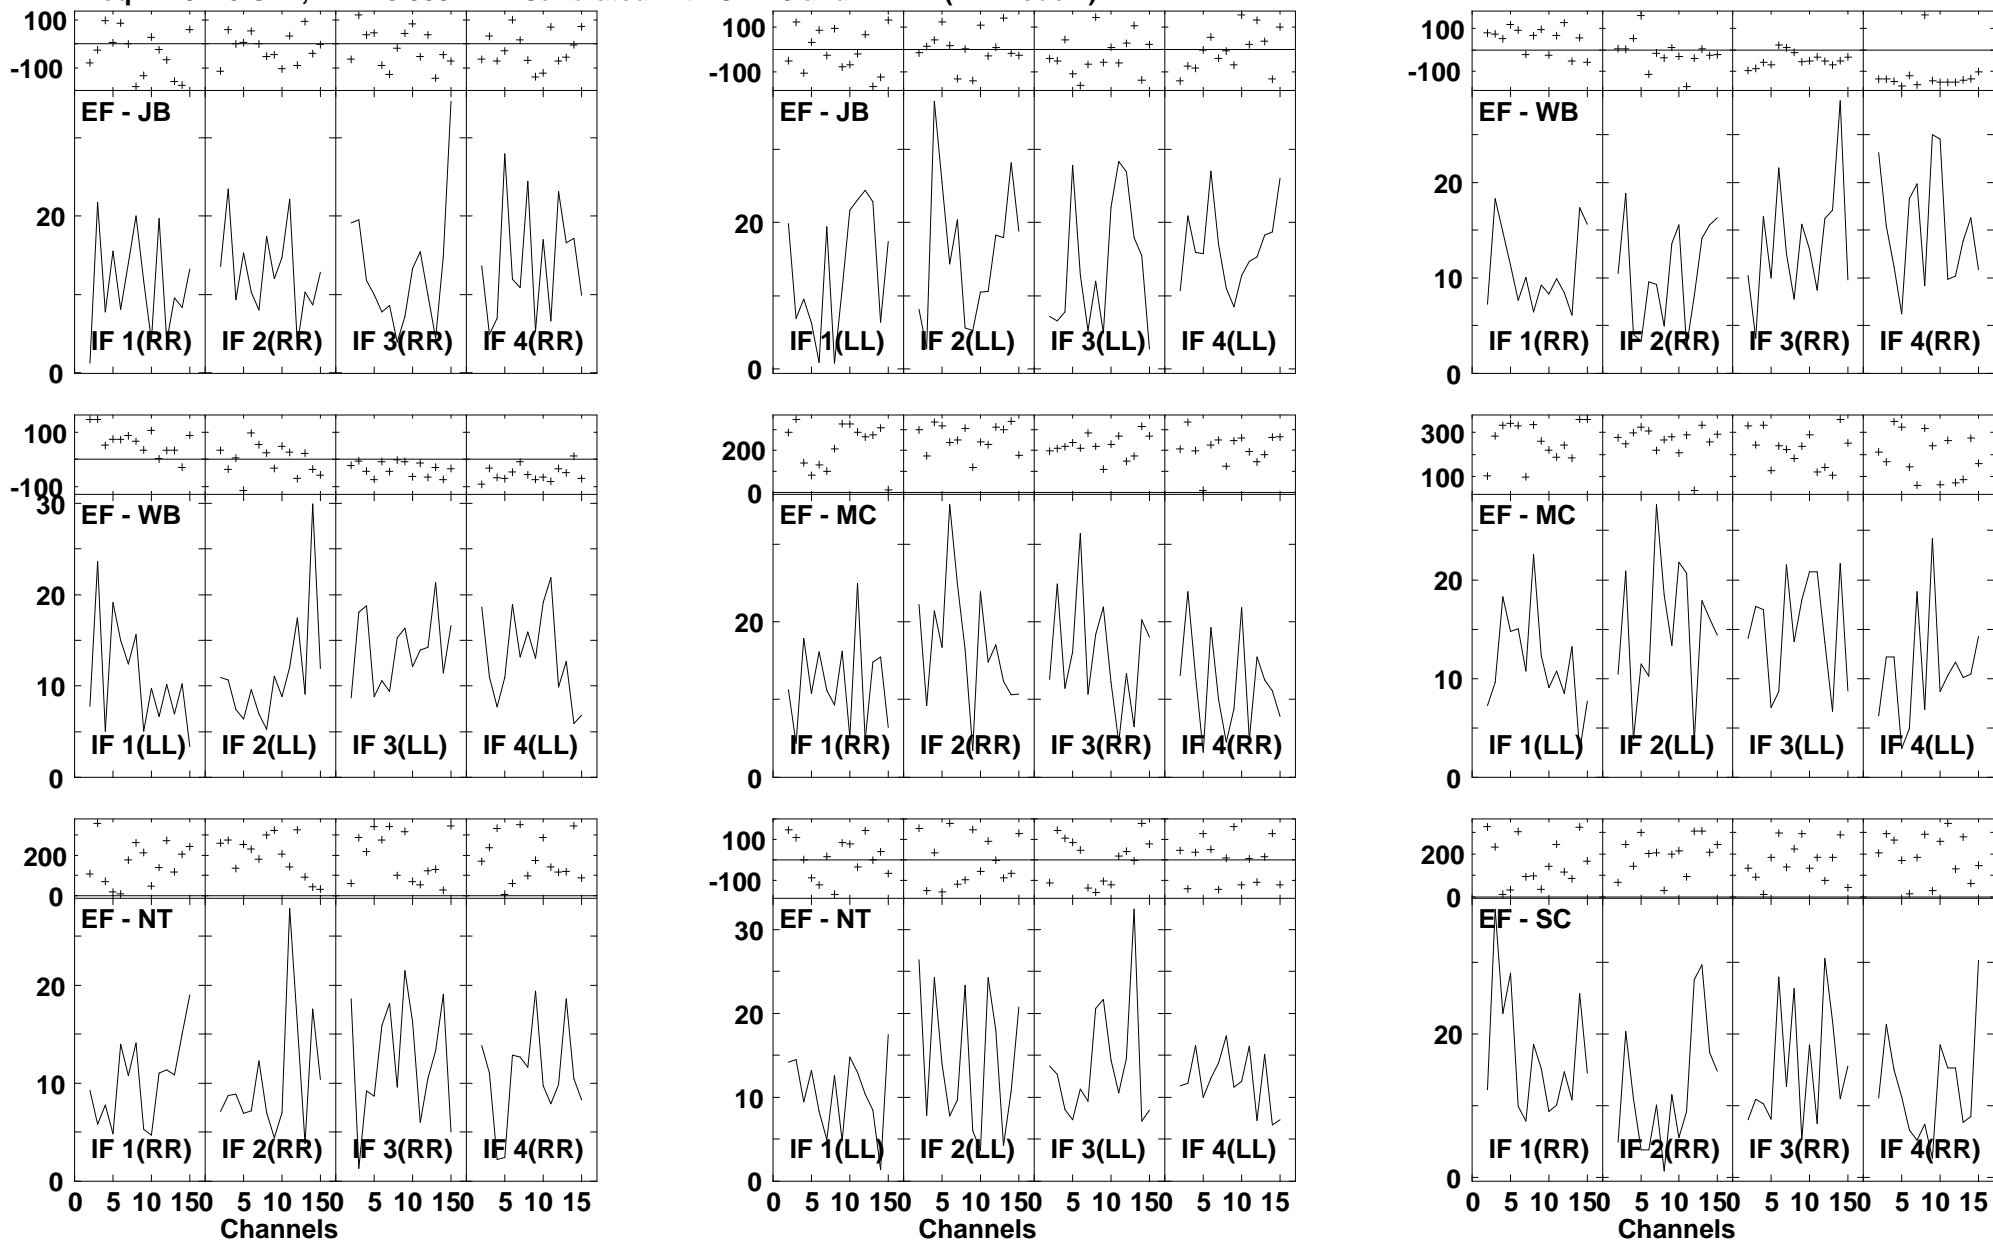 100
-100
EF - JB
20
0
IF 1(RR) IF 2(RR) IF 3(RR) IF 4(RR)
100
-100
EF - JB
20
0
IF 1(LL) IF 2(LL) IF 3(LL) IF 4(LL)
100
-100
EF - WB
20
10
0
IF 1(RR) IF 2(RR) IF 3(RR) IF 4(RR)
100
-100
30
EF - WB
20
10
0
IF 1(LL) IF 2(LL) IF 3(LL) IF 4(LL)
200
0
EF - MC
20
0
IF 1(RR) IF 2(RR) IF 3(RR) IF 4(RR)
300
100
EF - MC
20
10
0
IF 1(LL) IF 2(LL) IF 3(LL) IF 4(LL)
200
0
EF - NT
20
10
0
IF 1(RR) IF 2(RR) IF 3(RR) IF 4(RR)
0 5 10 150 5 10 150 5 10 150 5 10 15
Channels
100
-100
EF - NT
30
20
10
0
IF 1(LL) IF 2(LL) IF 3(LL) IF 4(LL)
0 5 10 150 5 10 150 5 10 150 5 10 15
Channels
200
0
EF - SC
20
0
IF 1(RR) IF 2(RR) IF 3(RR) IF 4(RR)
0 5 10 150 5 10 150 5 10 150 5 10 15
Channels